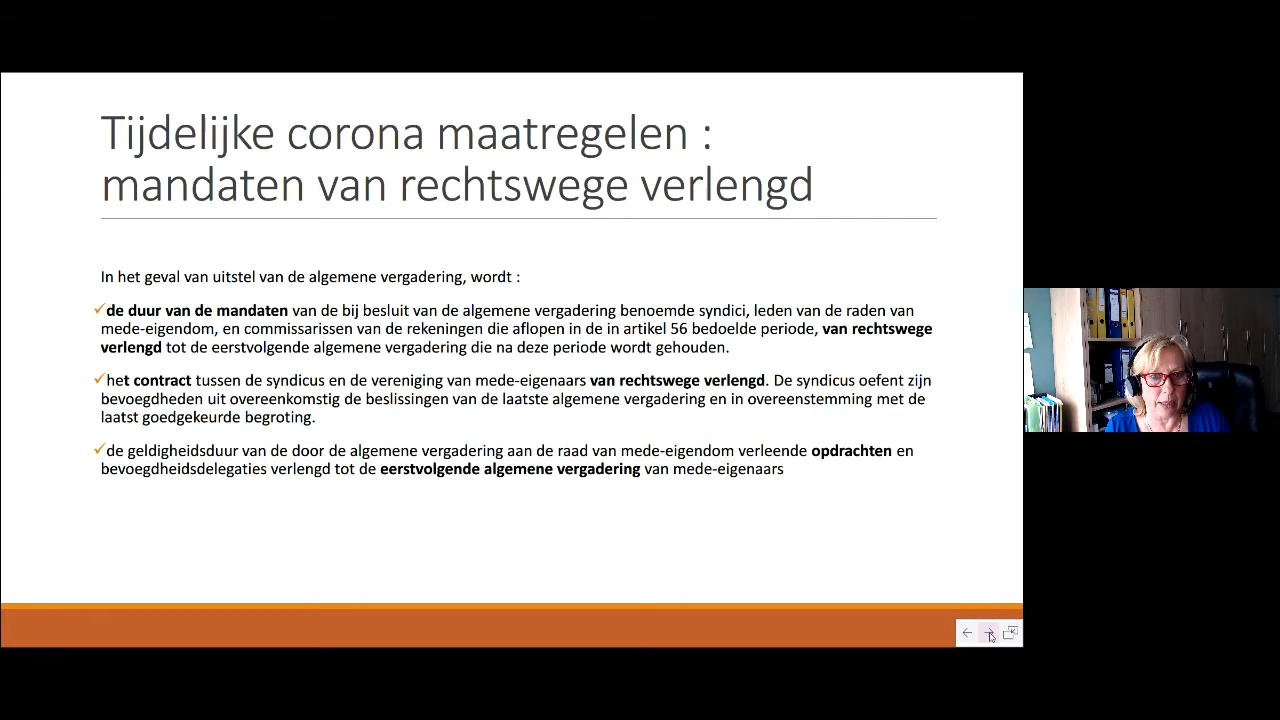 Tijdelijke corona maatregelen :
mandaten van rechtswege verlengd
In het geval van uitstel van de algemene vergadering, wordt :
✓de duur van de mandaten van de bij besluit van de algemene vergadering benoemde syndici, leden van de raden van
mede-eigendom, en commissarissen van de rekeningen die aflopen in de in artikel 56 bedoelde periode, van rechtswege
verlengd tot de eerstvolgende algemene vergadering die na deze periode wordt gehouden.
✓het contract tussen de syndicus en de vereniging van mede-eigenaars van rechtswege verlengd. De syndicus oefent zijn
bevoegdheden uit overeenkomstig de beslissingen van de laatste algemene vergadering en in overeenstemming met de
laatst goedgekeurde begroting.
✓de geldigheidsduur van de door de algemene vergadering aan de raad van mede-eigendom verleende opdrachten en
bevoegdheidsdelegaties verlengd tot de eerstvolgende algemene vergadering van mede-eigenaars